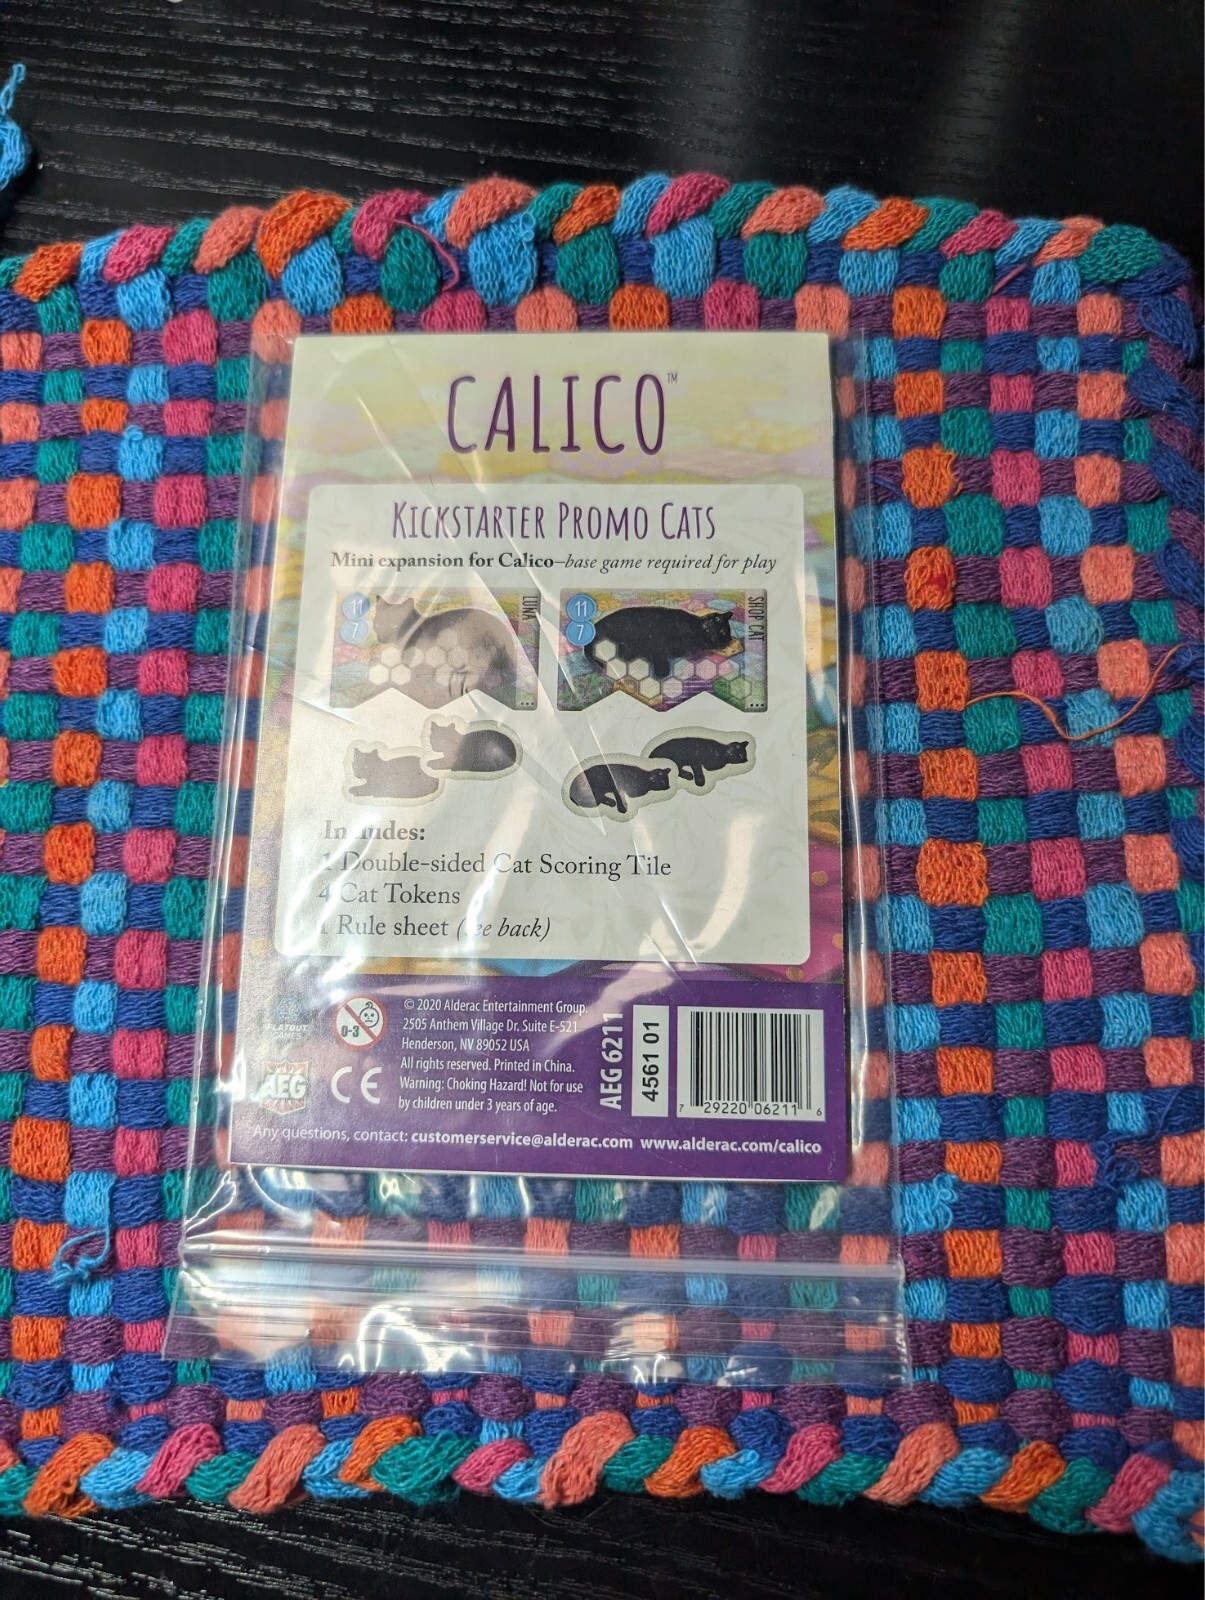 CALICO™
KICKSTARTER PROMO CATS
Mini expansion for Calico–base game required for play
11
7
LUNA
11
7
SHOP CAT
Includes:
1 Double-sided Cat Scoring Tile
4 Cat Tokens
1 Rule sheet (see back)
FLATOUT
0-3
AEG
CE
© 2020 Alderac Entertainment Group.
2505 Anthem Village Dr. Suite E-521
Henderson, NV 89052 USA
All rights reserved. Printed in China.
Warning: Choking Hazard! Not for use
by children under 3 years of age.
AEG 6211
4561 01
7 29220 06211 6
Any questions, contact: customerservice@alderac.com www.alderac.com/calico